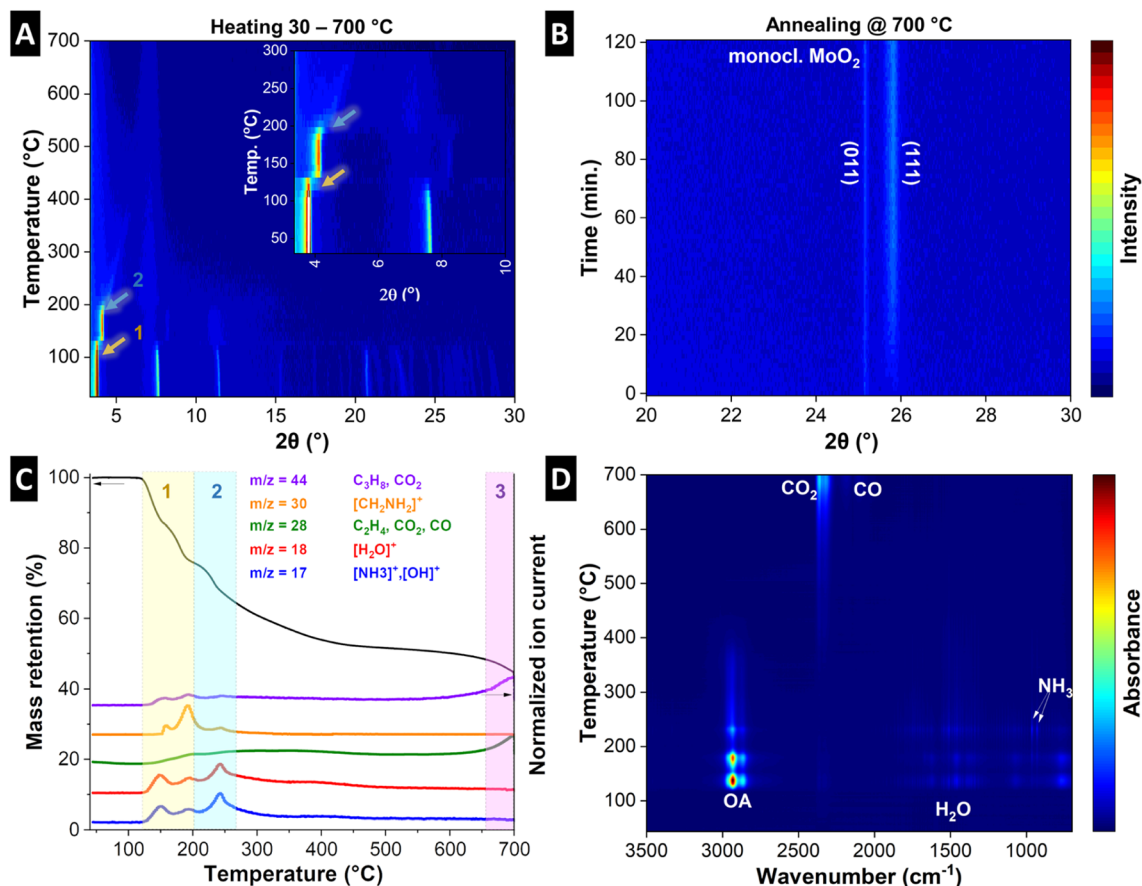 A
Heating 30 – 700 °C
Temperature (°C)
700
600
500
400
300
200
100
5
10
15
20
25
30
2θ (°)
2
1
Temp. (°C)
300
250
200
150
100
50
4
6
8
10
2θ (°)
B
Annealing @ 700 °C
Time (min.)
120
100
80
60
40
20
0
20
22
24
26
28
30
2θ (°)
monocl. MoO₂
(011)
(111)
Intensity
C
Mass retention (%)
100
80
60
40
20
0
100
200
300
400
500
600
700
Temperature (°C)
Normalized ion current
1
2
3
m/z = 44 C₃H₈, CO₂
m/z = 30 [CH₂NH₂]⁺
m/z = 28 C₂H₄, CO₂, CO
m/z = 18 [H₂O]⁺
m/z = 17 [NH3]⁺,[OH]⁺
D
Temperature (°C)
700
600
500
400
300
200
100
3500
3000
2500
2000
1500
1000
Wavenumber (cm⁻¹)
CO₂
CO
NH₃
OA
H₂O
Absorbance